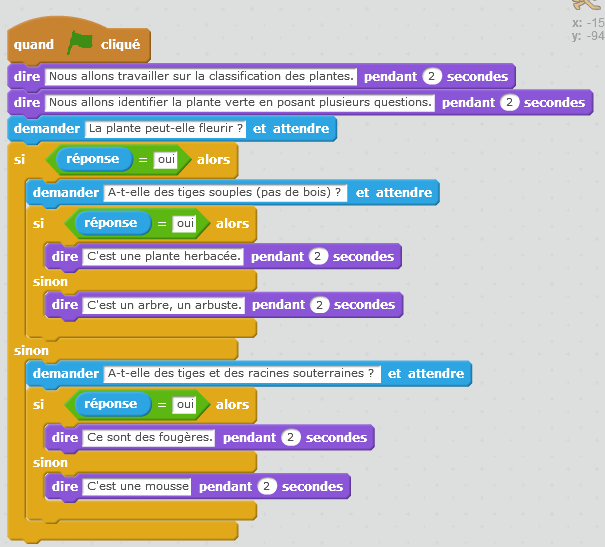 x: -15
y: -94
quand cliqué
dire Nous allons travailler sur la classification des plantes. pendant 2 secondes
dire Nous allons identifier la plante verte en posant plusieurs questions. pendant 2 secondes
demander La plante peut-elle fleurir ? et attendre
si réponse = oui alors
demander A-t-elle des tiges souples (pas de bois) ? et attendre
si réponse = oui alors
dire C'est une plante herbacée. pendant 2 secondes
sinon
dire C'est un arbre, un arbuste. pendant 2 secondes
sinon
demander A-t-elle des tiges et des racines souterraines ? et attendre
si réponse = oui alors
dire Ce sont des fougères. pendant 2 secondes
sinon
dire C'est une mousse pendant 2 secondes